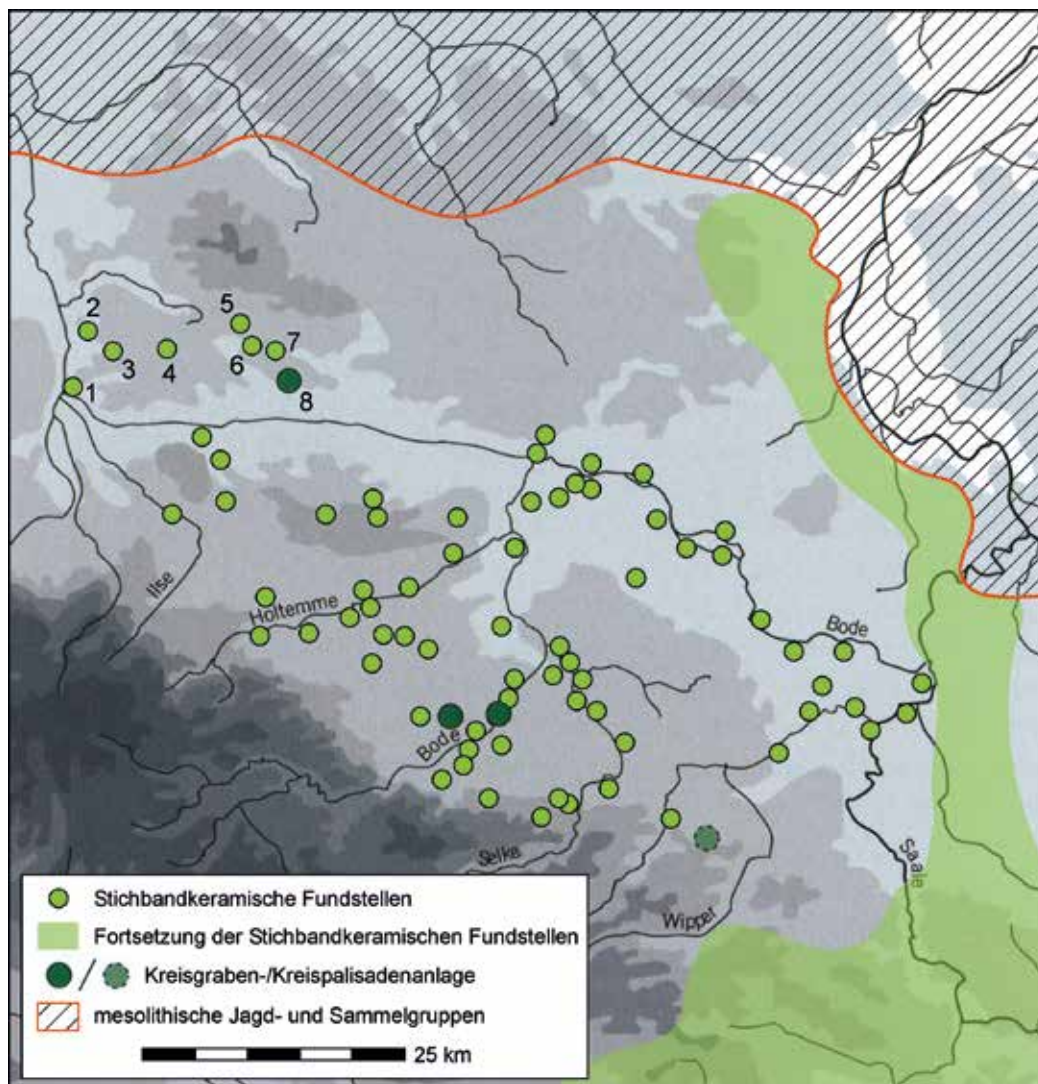 2
5
3
4
6
7
1
8
Ilse
Holtemme
Bode
Bode
Selke
Wipper
Saale
Stichbandkeramische Fundstellen
Fortsetzung der Stichbandkeramischen Fundstellen
/ Kreisgraben-/Kreispalisadenanlage
mesolithische Jagd- und Sammelgruppen
25 km